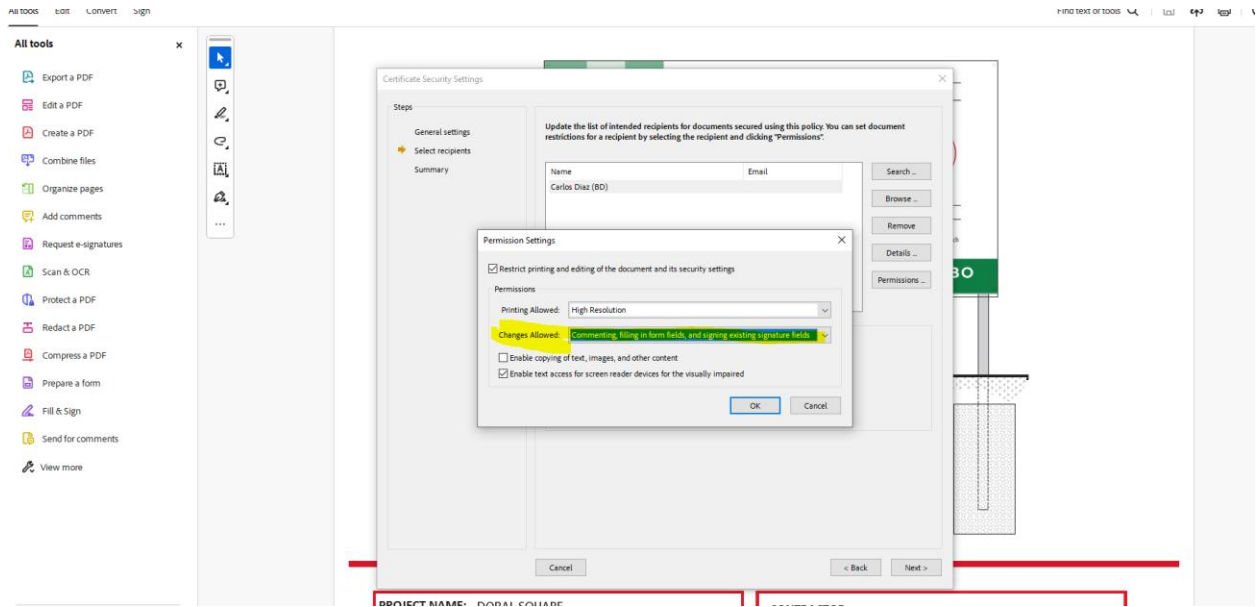 All tools Edit Convert Sign
Find text or tools
All tools
Export a PDF
Edit a PDF
Create a PDF
Combine files
Organize pages
Add comments
Request e-signatures
Scan & OCR
Protect a PDF
Redact a PDF
Compress a PDF
Prepare a form
Fill & Sign
Send for comments
View more
Certificate Security Settings
Steps
General settings
Select recipients
Summary
Update the list of intended recipients for documents secured using this policy. You can set document
restrictions for a recipient by selecting the recipient and clicking "Permissions".
Name Email
Carlos Diaz (BD)
Search ...
Browse ...
Remove
Details ...
Permissions ...
Permission Settings
Restrict printing and editing of the document and its security settings
Permissions
Printing Allowed: High Resolution
Changes Allowed: Commenting, filling in form fields, and signing existing signature fields
Enable copying of text, images, and other content
Enable text access for screen reader devices for the visually impaired
OK Cancel
Cancel < Back Next >
BO
PROJECT NAME: DORAL SQUARE
CONTRACTOR